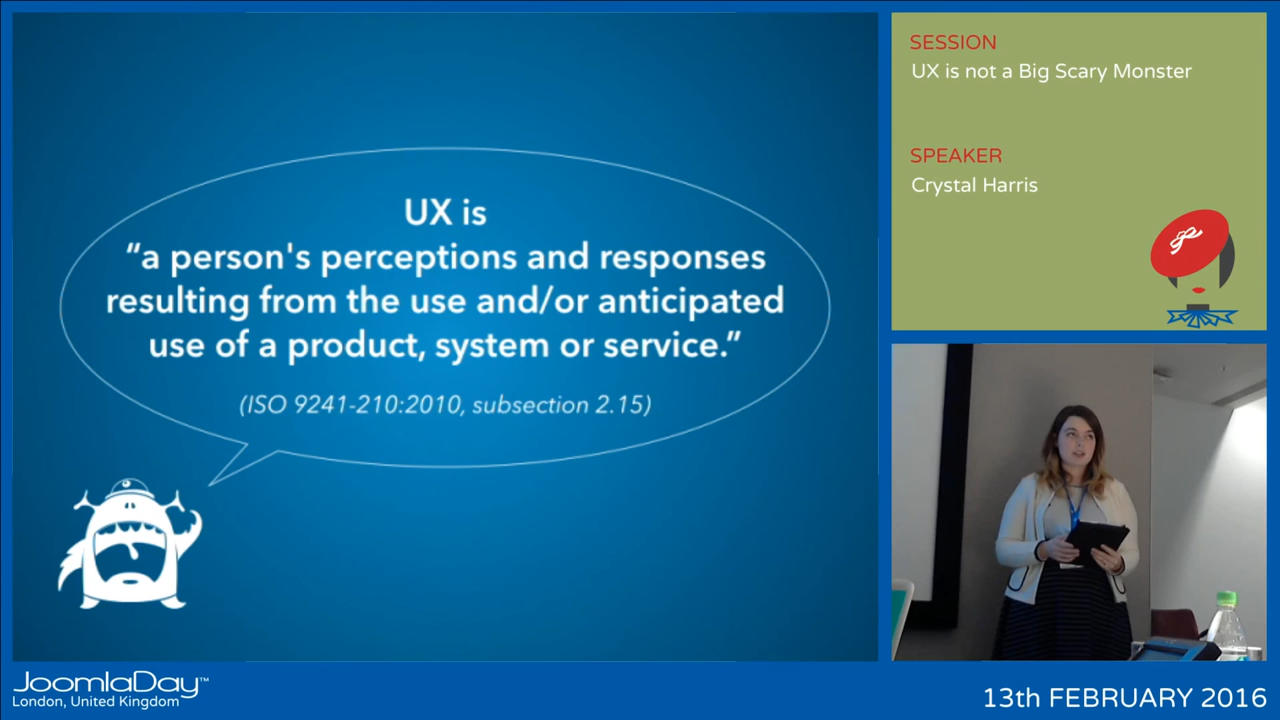 UX is
“a person's perceptions and responses
resulting from the use and/or anticipated
use of a product, system or service.”
(ISO 9241-210:2010, subsection 2.15)
SESSION
UX is not a Big Scary Monster
SPEAKER
Crystal Harris
JoomlaDay™
London, United Kingdom
13th FEBRUARY 2016